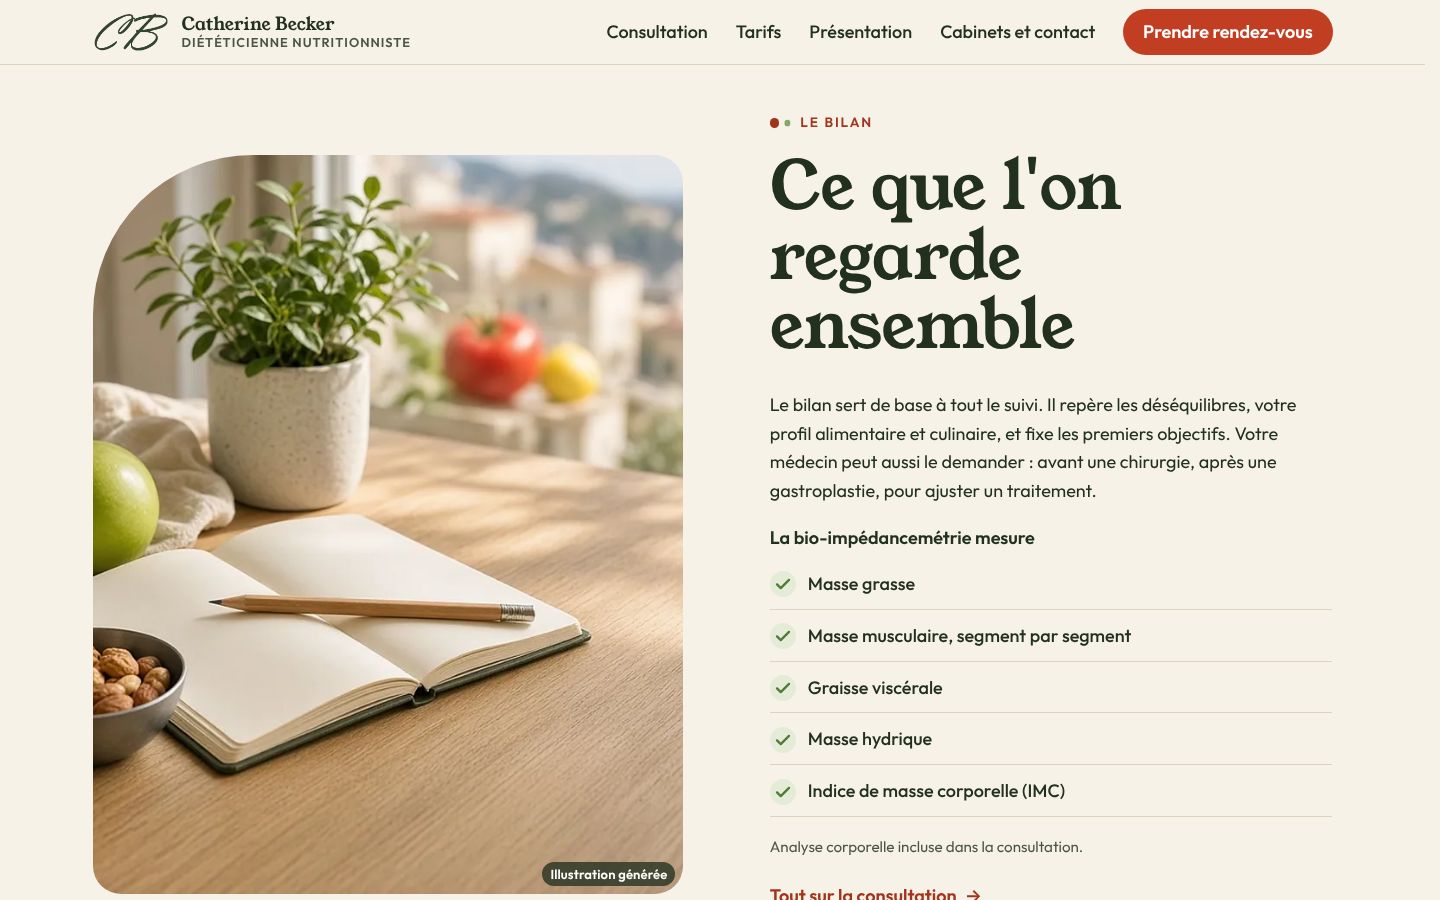 CB
Catherine Becker
DIÉTÉTICIENNE NUTRITIONNISTE
Consultation
Tarifs
Présentation
Cabinets et contact
Prendre rendez-vous
LE BILAN
Ce que l'on
regarde
ensemble
Le bilan sert de base à tout le suivi. Il repère les déséquilibres, votre
profil alimentaire et culinaire, et fixe les premiers objectifs. Votre
médecin peut aussi le demander : avant une chirurgie, après une
gastroplastie, pour ajuster un traitement.
La bio-impédancemétrie mesure
Masse grasse
Masse musculaire, segment par segment
Graisse viscérale
Masse hydrique
Indice de masse corporelle (IMC)
Analyse corporelle incluse dans la consultation.
Tout sur la consultation →
Illustration générée